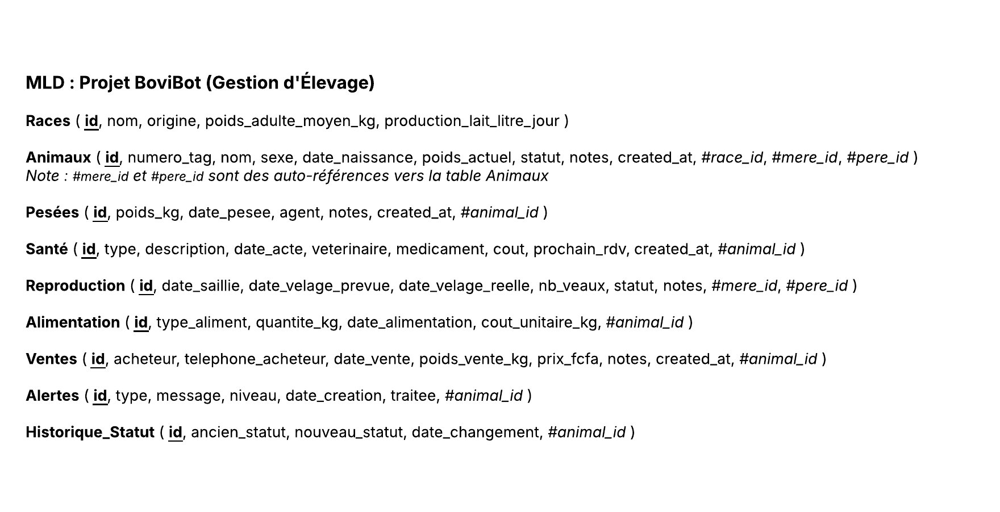 MLD : Projet BoviBot (Gestion d'Élevage)
Races ( id, nom, origine, poids_adulte_moyen_kg, production_lait_litre_jour )
Animaux ( id, numero_tag, nom, sexe, date_naissance, poids_actuel, statut, notes, created_at, #race_id, #mere_id, #pere_id )
Note : #mere_id et #pere_id sont des auto-références vers la table Animaux
Pesées ( id, poids_kg, date_pesee, agent, notes, created_at, #animal_id )
Santé ( id, type, description, date_acte, veterinaire, medicament, cout, prochain_rdv, created_at, #animal_id )
Reproduction ( id, date_saillie, date_velage_prevue, date_velage_reelle, nb_veaux, statut, notes, #mere_id, #pere_id )
Alimentation ( id, type_aliment, quantite_kg, date_alimentation, cout_unitaire_kg, #animal_id )
Ventes ( id, acheteur, telephone_acheteur, date_vente, poids_vente_kg, prix_fcfa, notes, created_at, #animal_id )
Alertes ( id, type, message, niveau, date_creation, traitee, #animal_id )
Historique_Statut ( id, ancien_statut, nouveau_statut, date_changement, #animal_id )